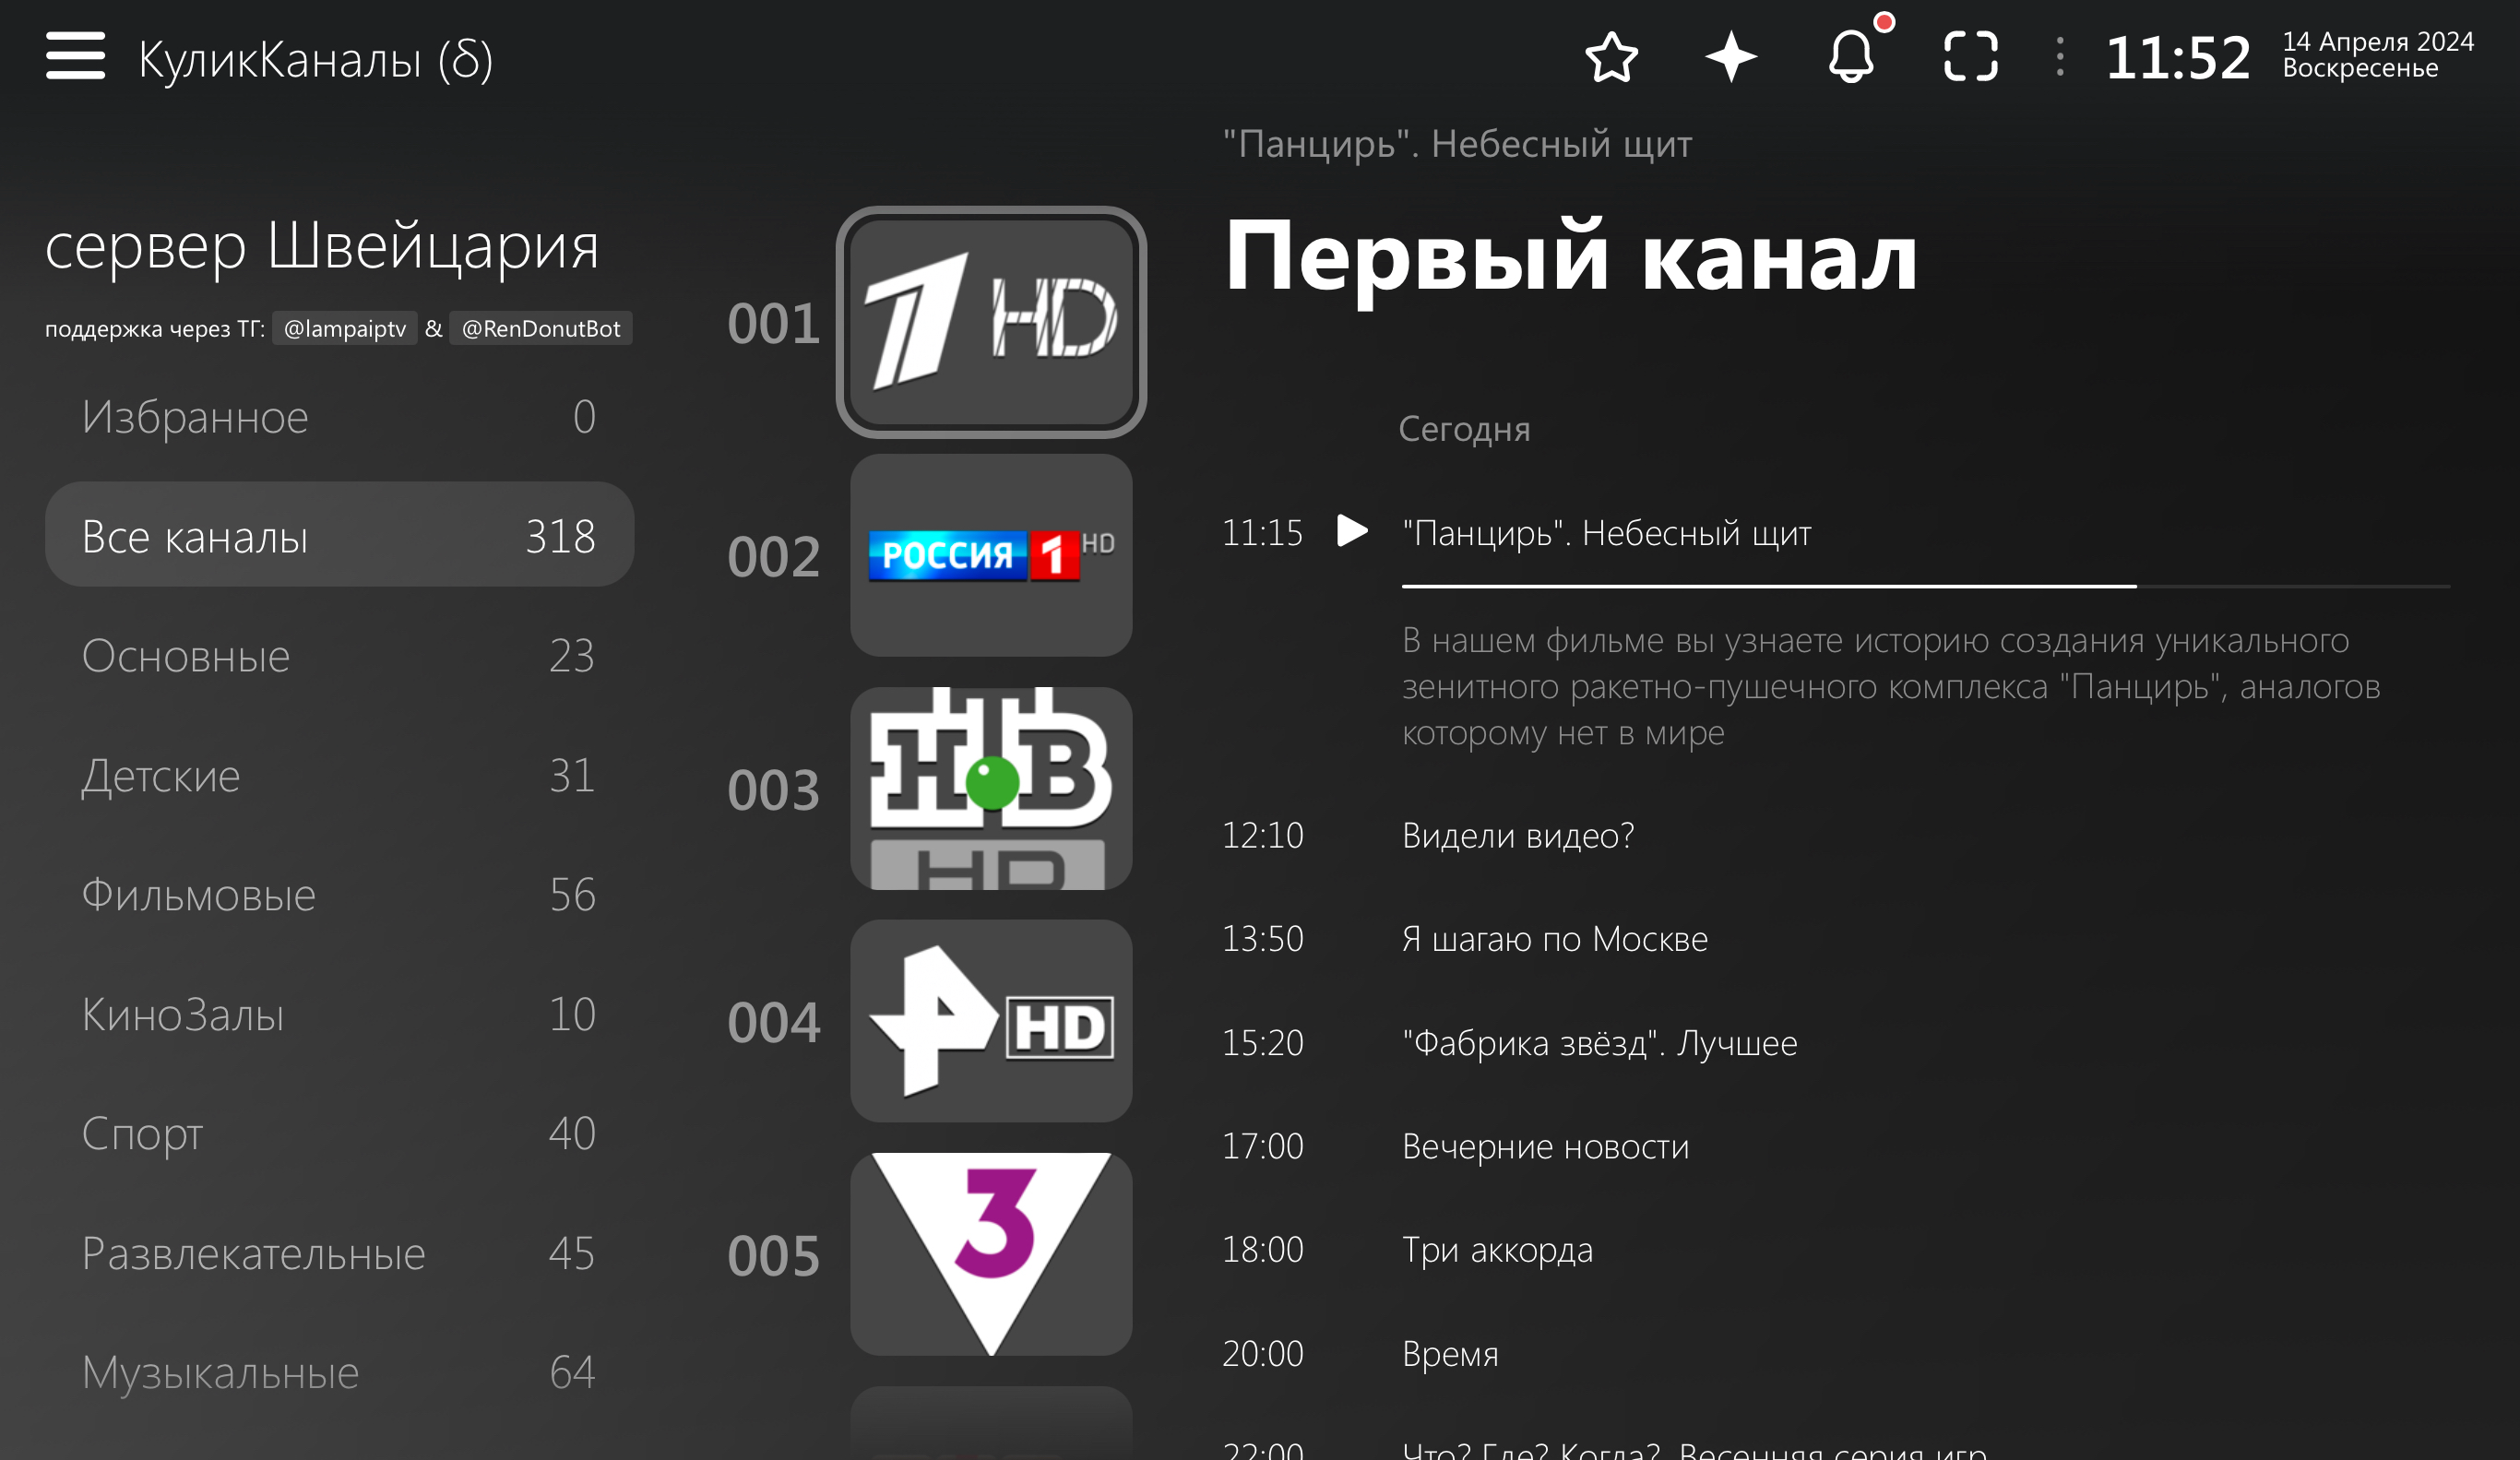 КуликКаналы (δ)
11:52
14 Апреля 2024
Воскресенье
сервер Швейцария
поддержка через ТГ: @lampaiptv & @RenDonutBot
Избранное 0
Все каналы 318
Основные 23
Детские 31
Фильмовые 56
КиноЗалы 10
Спорт 40
Развлекательные 45
Музыкальные 64
001
1 HD
002
РОССИЯ 1 HD
003
НТВ
HD
004
HD
005
3
"Панцирь". Небесный щит
Первый канал
Сегодня
11:15 "Панцирь". Небесный щит
В нашем фильме вы узнаете историю создания уникального
зенитного ракетно-пушечного комплекса "Панцирь", аналогов
которому нет в мире
12:10 Видели видео?
13:50 Я шагаю по Москве
15:20 "Фабрика звёзд". Лучшее
17:00 Вечерние новости
18:00 Три аккорда
20:00 Время
22:00 Что? Где? Когда?. Весенняя серия игр